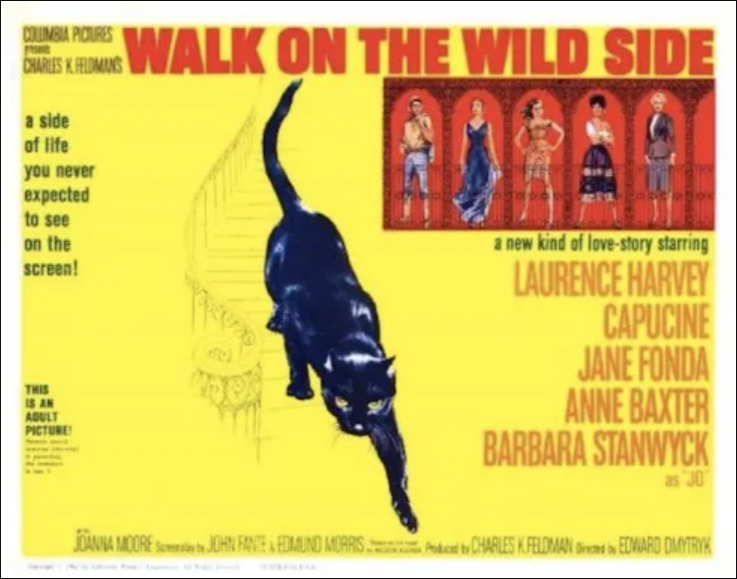 COLUMBIA PICTURES
presents
CHARLES K. FELDMAN'S
WALK ON THE WILD SIDE
a side
of life
you never
expected
to see
on the
screen!
a new kind of love-story starring
LAURENCE HARVEY
CAPUCINE
JANE FONDA
ANNE BAXTER
BARBARA STANWYCK
as "JO"
THIS
IS AN
ADULT
PICTURE!
JOANNA MOORE Screenplay by JOHN FANTE & EDMUND MORRIS Produced by CHARLES K. FELDMAN Directed by EDWARD DMYTRYK